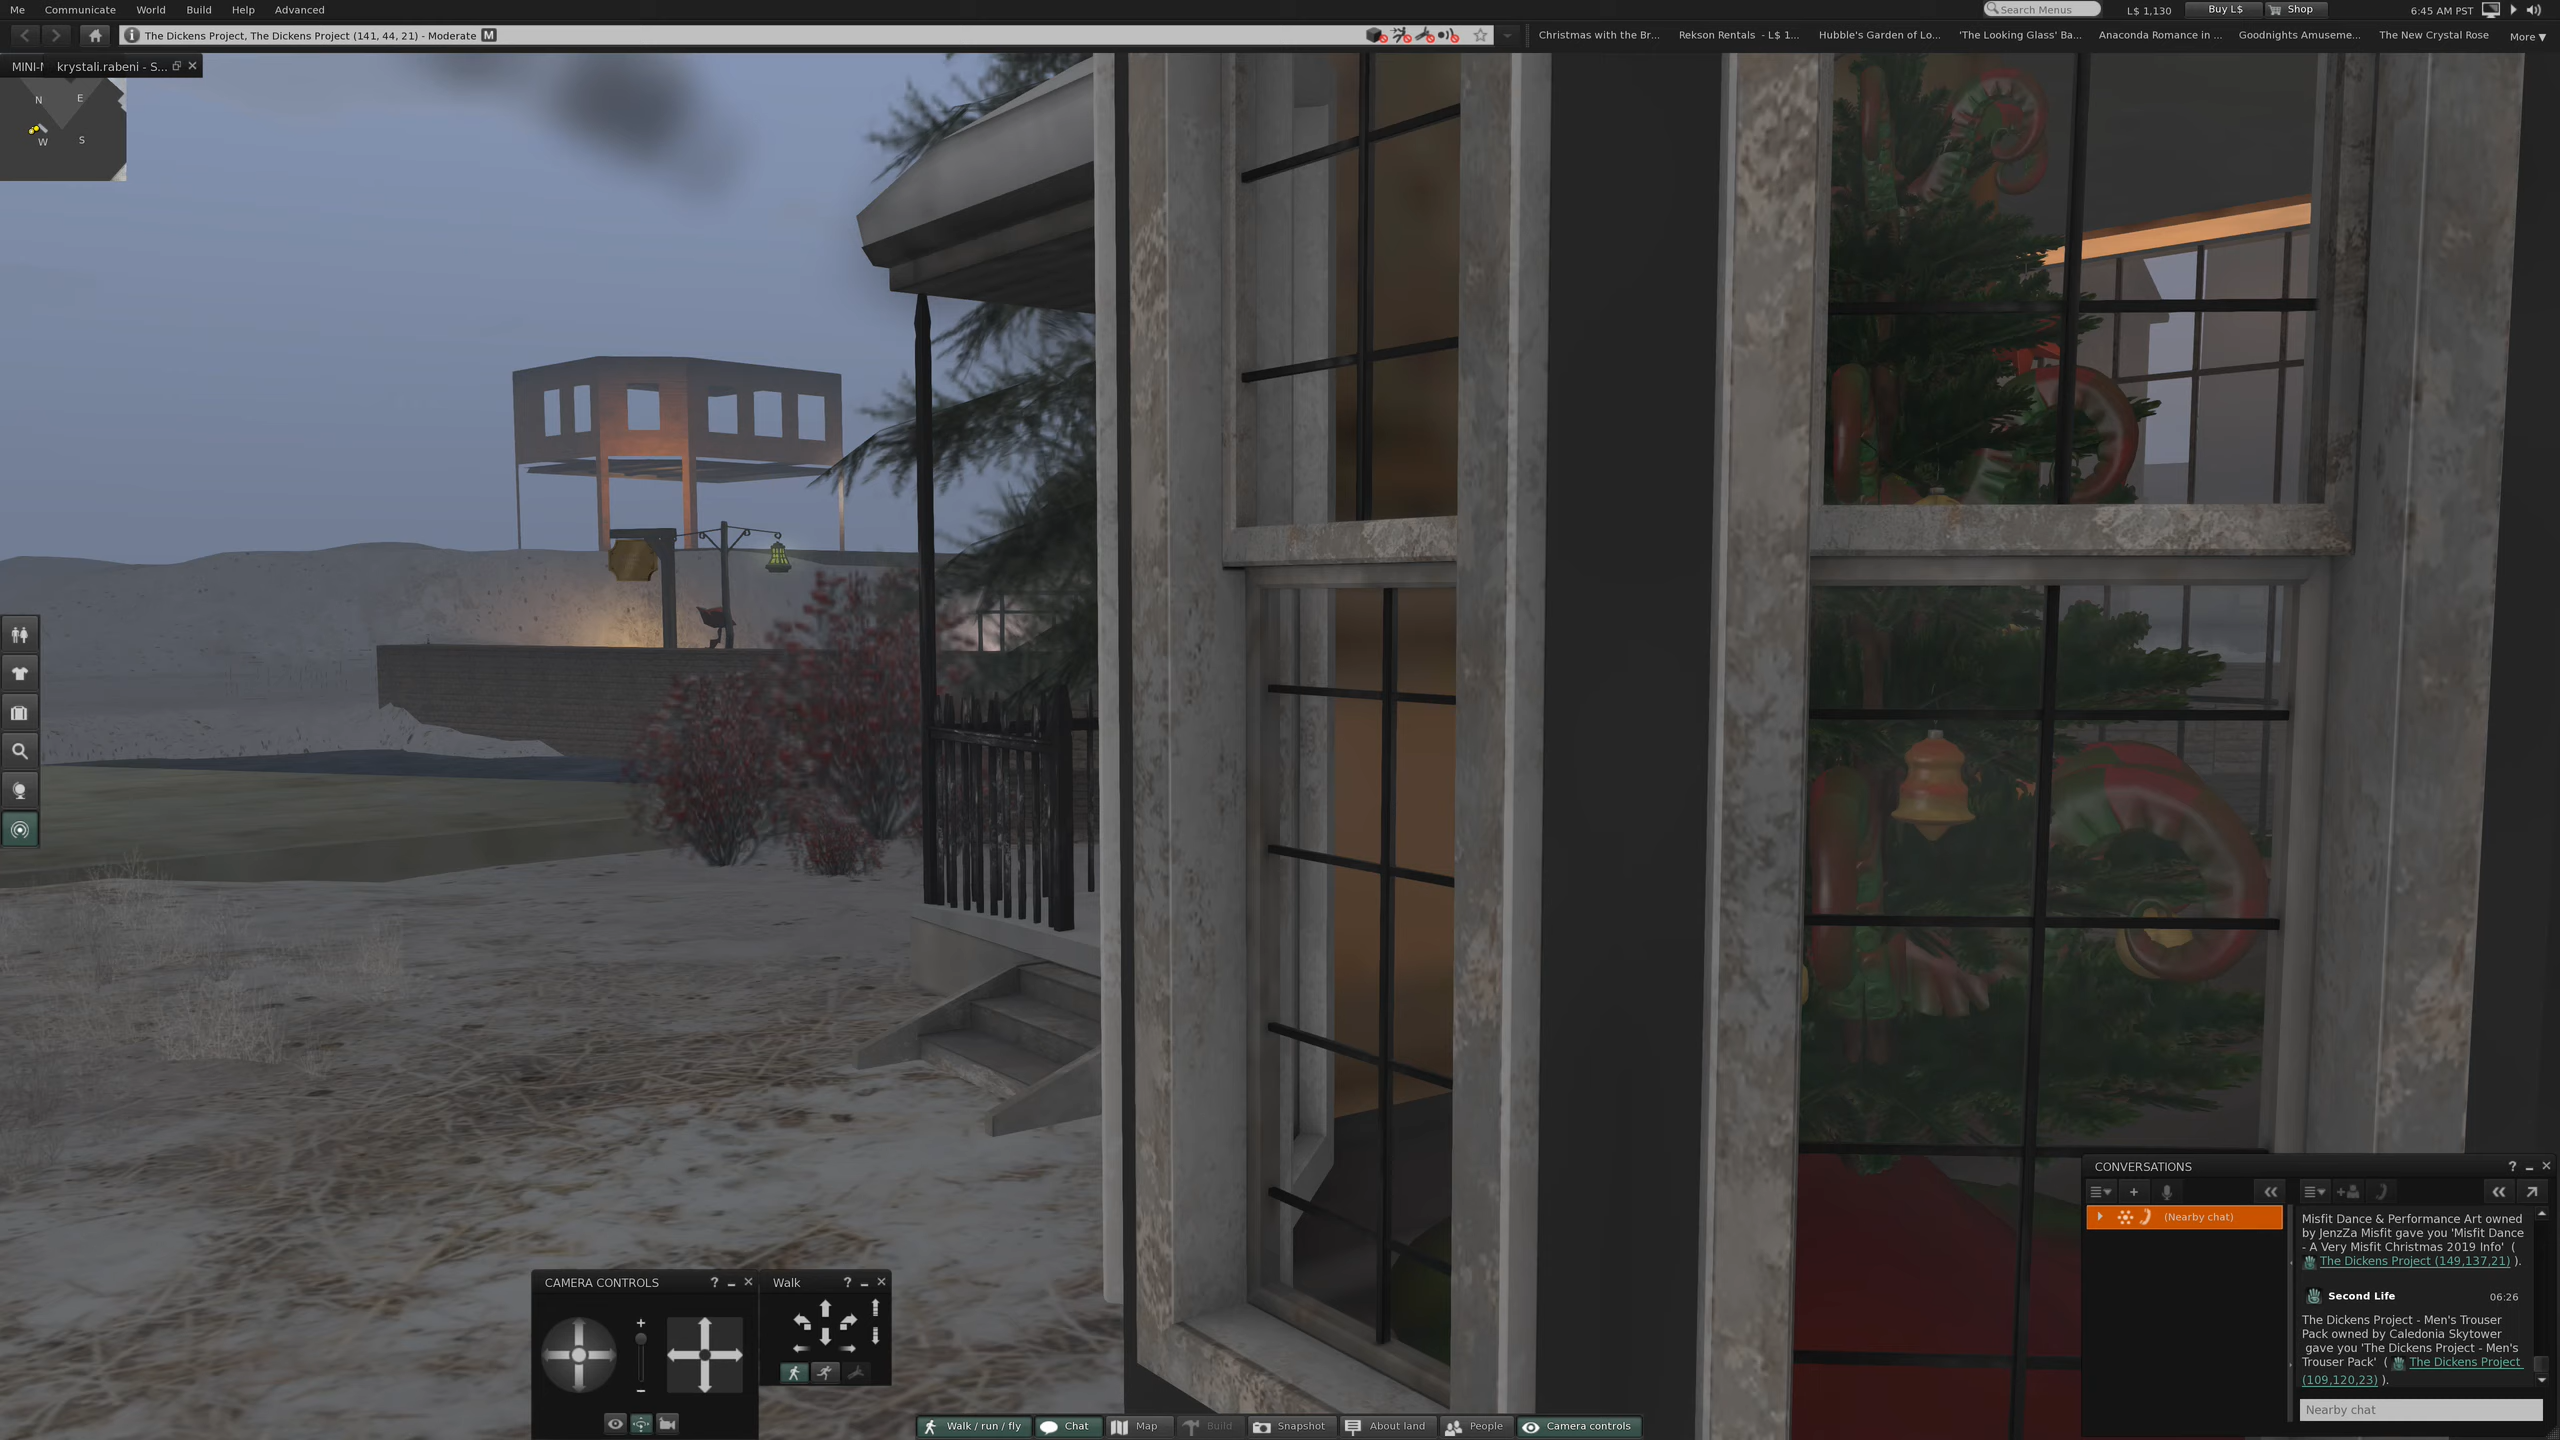 Me Communicate World Build Help Advanced Search Menus L$ 1,130 Buy L$ Shop 6:45 AM PST
The Dickens Project, The Dickens Project (141, 44, 21) - Moderate M
Christmas with the Br... Rekson Rentals - L$ 1... Hubble's Garden of Lo... 'The Looking Glass' Ba... Anaconda Romance in ... Goodnights Amuseme... The New Crystal Rose More
krystali.rabeni - S...
N E
W S
CONVERSATIONS ?
(Nearby chat)
Misfit Dance & Performance Art owned
by JenzZa Misfit gave you 'Misfit Dance
- A Very Misfit Christmas 2019 Info' (
The Dickens Project (149,137,21) ).
Second Life 06:26
The Dickens Project - Men's Trouser
Pack owned by Caledonia Skytower
gave you 'The Dickens Project - Men's
Trouser Pack' ( The Dickens Project
(109,120,23) ).
Nearby chat
CAMERA CONTROLS ?
Walk ?
Walk / run / fly Chat Map Build Snapshot About land People Camera controls